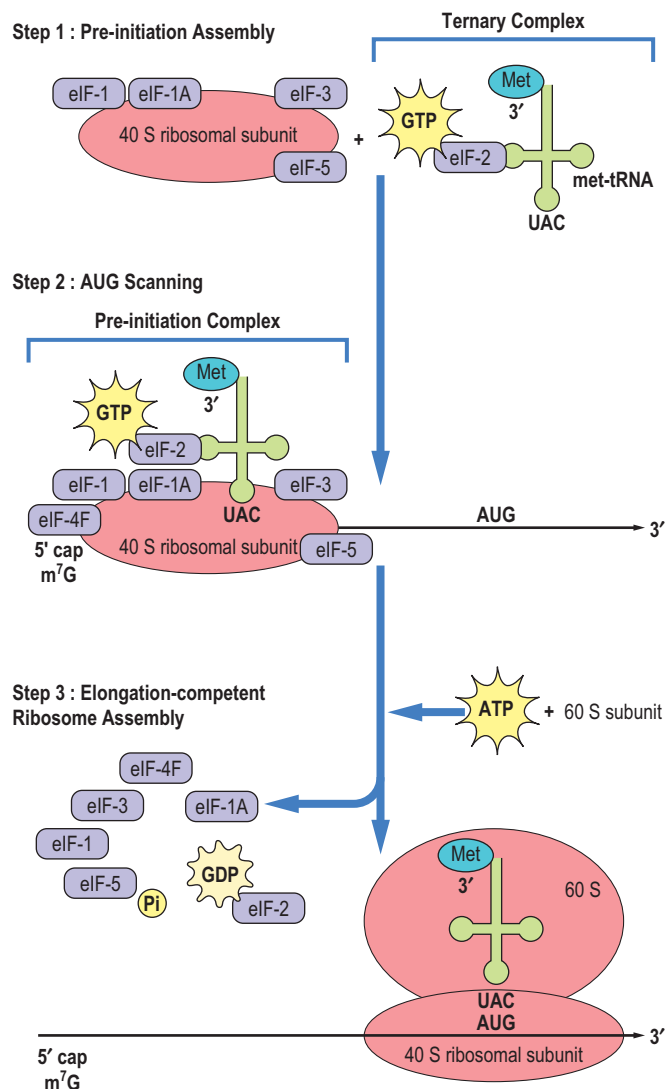 Step 1 : Pre-initiation Assembly
Ternary Complex
eIF-1
eIF-1A
eIF-3
40 S ribosomal subunit
eIF-5
+
GTP
Met
3′
eIF-2
met-tRNA
UAC
Step 2 : AUG Scanning
Pre-initiation Complex
Met
3′
GTP
eIF-2
eIF-1
eIF-1A
eIF-3
eIF-4F
UAC
AUG
3′
5' cap
m⁷G
40 S ribosomal subunit
eIF-5
Step 3 : Elongation-competent
Ribosome Assembly
ATP
+ 60 S subunit
eIF-4F
eIF-3
eIF-1A
eIF-1
eIF-5
Pi
GDP
eIF-2
Met
3′
60 S
UAC
AUG
3′
40 S ribosomal subunit
5′ cap
m⁷G